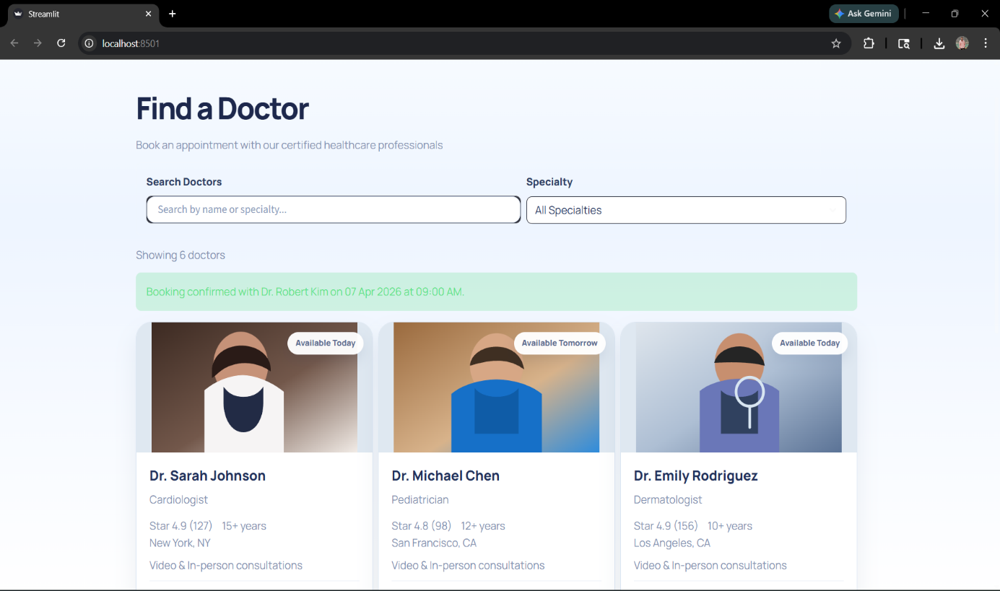 Streamlit
Ask Gemini
localhost:8501
Find a Doctor
Book an appointment with our certified healthcare professionals
Search Doctors
Specialty
Search by name or specialty...
All Specialties
Showing 6 doctors
Booking confirmed with Dr. Robert Kim on 07 Apr 2026 at 09:00 AM.
Available Today
Available Tomorrow
Available Today
Dr. Sarah Johnson
Cardiologist
Star 4.9 (127) 15+ years
New York, NY
Video & In-person consultations
Dr. Michael Chen
Pediatrician
Star 4.8 (98) 12+ years
San Francisco, CA
Video & In-person consultations
Dr. Emily Rodriguez
Dermatologist
Star 4.9 (156) 10+ years
Los Angeles, CA
Video & In-person consultations